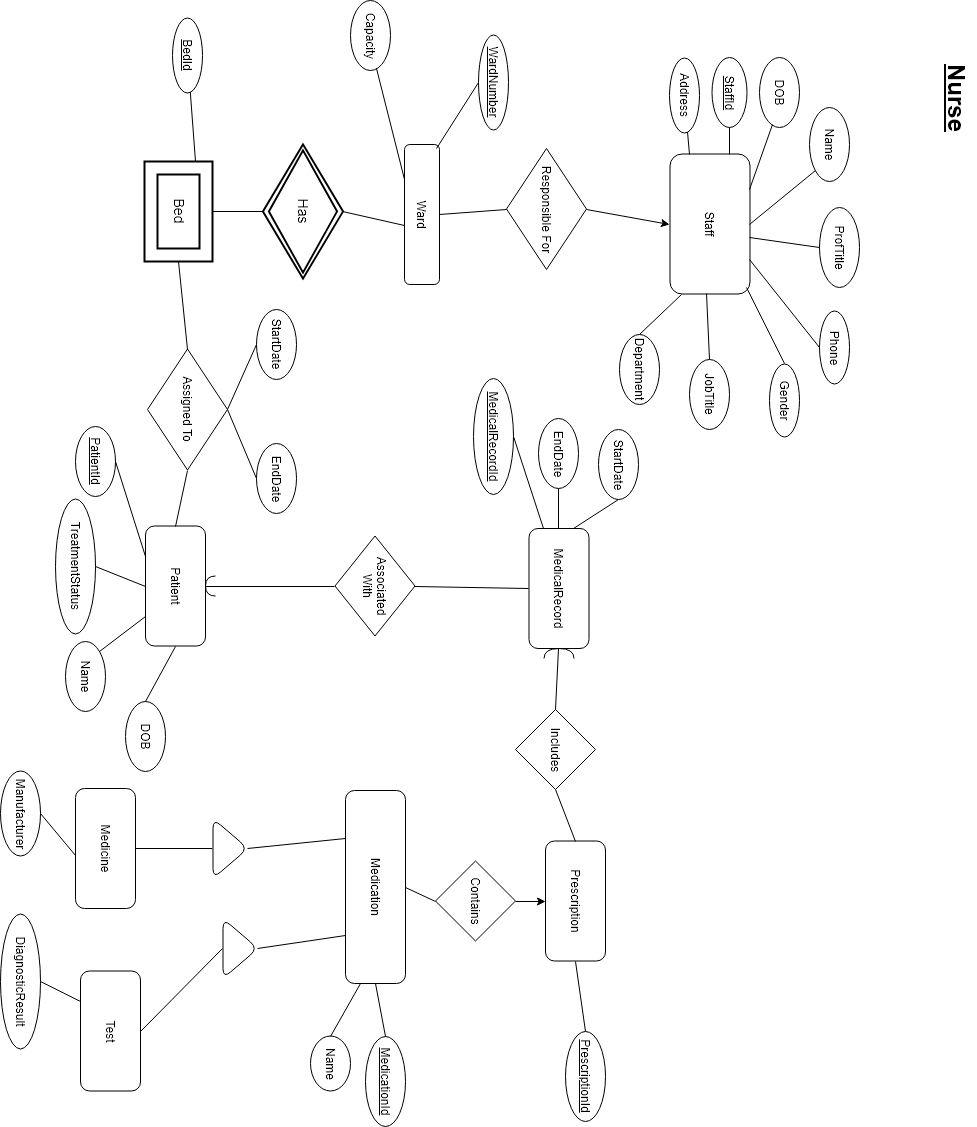 Nurse
DOB
StaffId
Address
Name
ProfTitle
Phone
Gender
JobTitle
Department
Staff
Responsible For
WardNumber
Capacity
Ward
Has
BedId
Bed
StartDate
EndDate
Assigned To
PatientId
TreatmentStatus
Name
DOB
Patient
Associated
With
MedicalRecordId
EndDate
StartDate
MedicalRecord
Includes
Prescription
PrescriptionId
Contains
Medication
MedicationId
Name
Medicine
Manufacturer
Test
DiagnosticResult